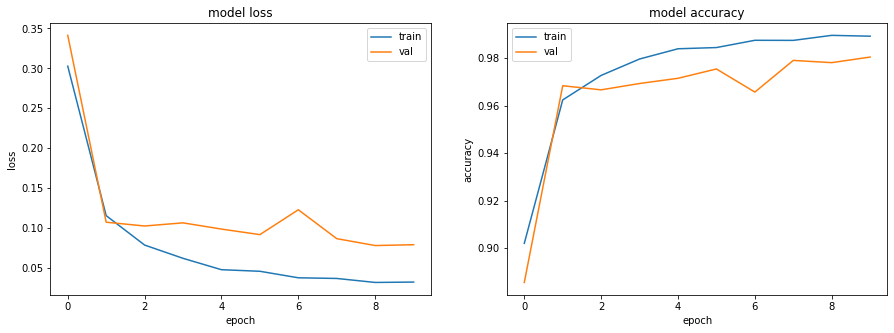 model loss
train
val
0.35
0.30
0.25
0.20
0.15
0.10
0.05
loss
0 2 4 6 8
epoch
model accuracy
train
val
0.98
0.96
0.94
0.92
0.90
accuracy
0 2 4 6 8
epoch